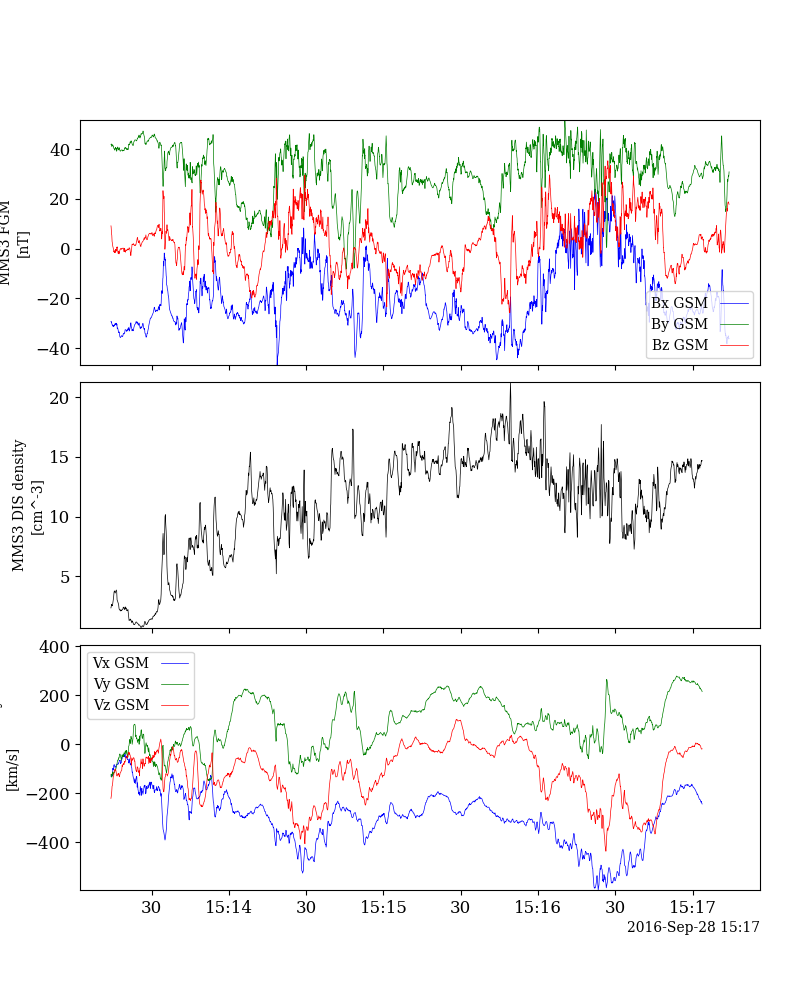 40
20
0
−20
−40
MMS3 FGM
[nT]
Bx GSM
By GSM
Bz GSM
20
15
10
5
MMS3 DIS density
[cm^-3]
400
200
0
−200
−400
[km/s]
Vx GSM
Vy GSM
Vz GSM
30
15:14
30
15:15
30
15:16
30
15:17
2016-Sep-28 15:17